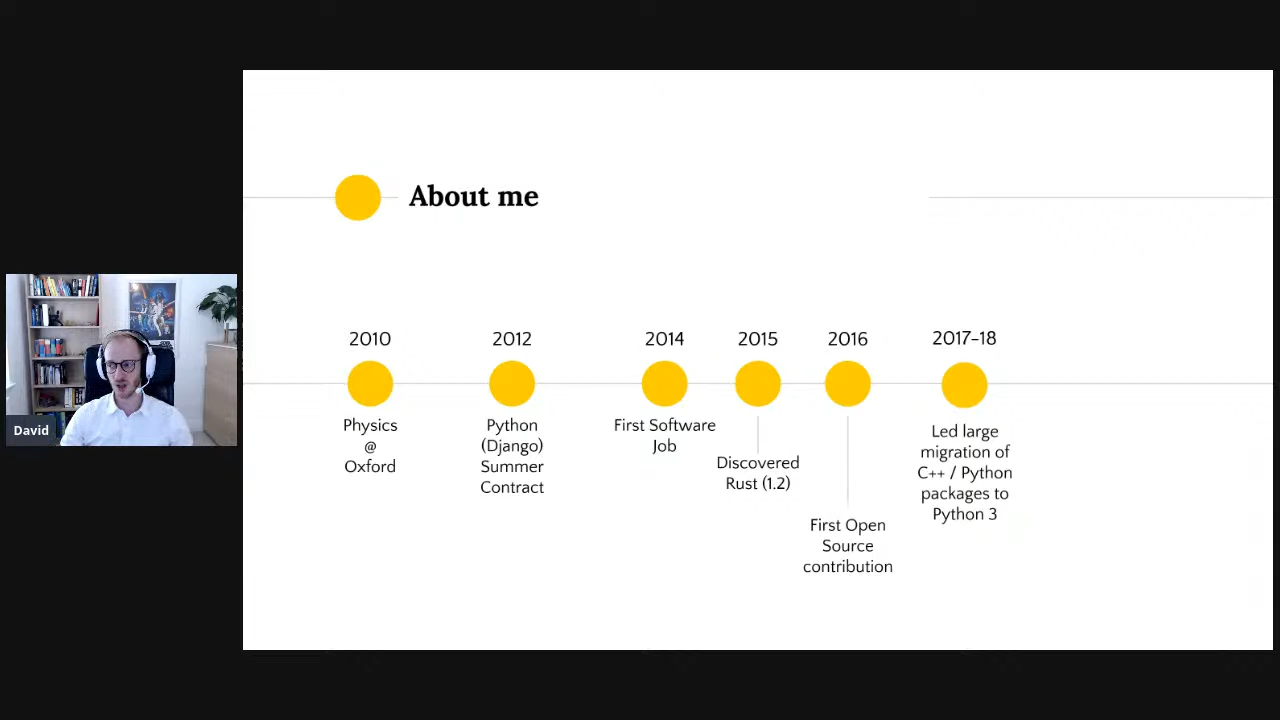 About me
2010
2012
2014
2015
2016
2017-18
Physics
@
Oxford
Python
(Django)
Summer
Contract
First Software
Job
Discovered
Rust (1.2)
First Open
Source
contribution
Led large
migration of
C++ / Python
packages to
Python 3
David